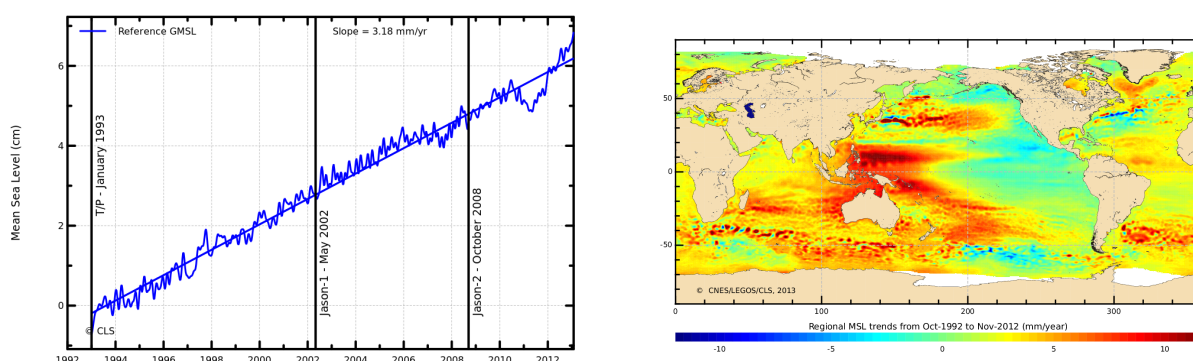 Reference GMSL
Slope = 3.18 mm/yr
Mean Sea Level (cm)
6
4
2
0
T/P - January 1993
Jason-1 - May 2002
Jason-2 - October 2008
© CLS
1992 1994 1996 1998 2000 2002 2004 2006 2008 2010 2012
50
0
-50
© CNES/LEGOS/CLS, 2013
0 100 200 300
Regional MSL trends from Oct-1992 to Nov-2012 (mm/year)
-10 -5 0 5 10